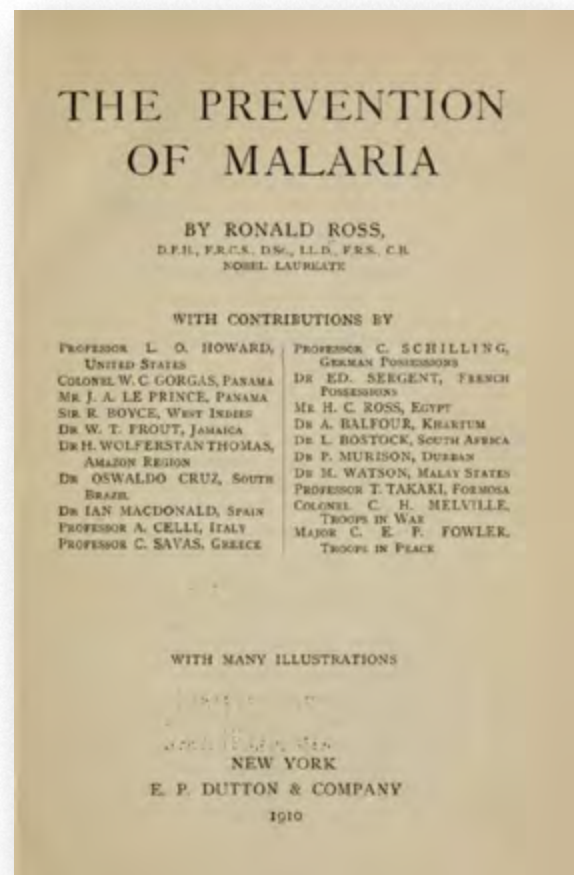 THE PREVENTION
OF MALARIA
BY RONALD ROSS,
D.P.H., F.R.C.S., D.Sc., LL.D., F.R.S., C.B.
NOBEL LAUREATE
WITH CONTRIBUTIONS BY
PROFESSOR L. O. HOWARD,
UNITED STATES
COLONEL W. C. GORGAS, PANAMA
MR J. A. LE PRINCE, PANAMA
SIR R. BOYCE, WEST INDIES
DR W. T. PROUT, JAMAICA
DR H. WOLFERSTAN THOMAS,
AMAZON REGION
DR OSWALDO CRUZ, SOUTH
BRAZIL
DR IAN MACDONALD, SPAIN
PROFESSOR A. CELLI, ITALY
PROFESSOR C. SAVAS, GREECE
PROFESSOR C. SCHILLING,
GERMAN POSSESSIONS
DR ED. SERGENT, FRENCH
POSSESSIONS
MR H. C. ROSS, EGYPT
DR A. BALFOUR, KHARTUM
DR L. BOSTOCK, SOUTH AFRICA
DR P. MURISON, DURBAN
DR M. WATSON, MALAY STATES
PROFESSOR T. TAKAKI, FORMOSA
COLONEL C. H. MELVILLE,
TROOPS IN WAR
MAJOR C. E. P. FOWLER,
TROOPS IN PEACE
WITH MANY ILLUSTRATIONS
NEW YORK
E. P. DUTTON & COMPANY
1910